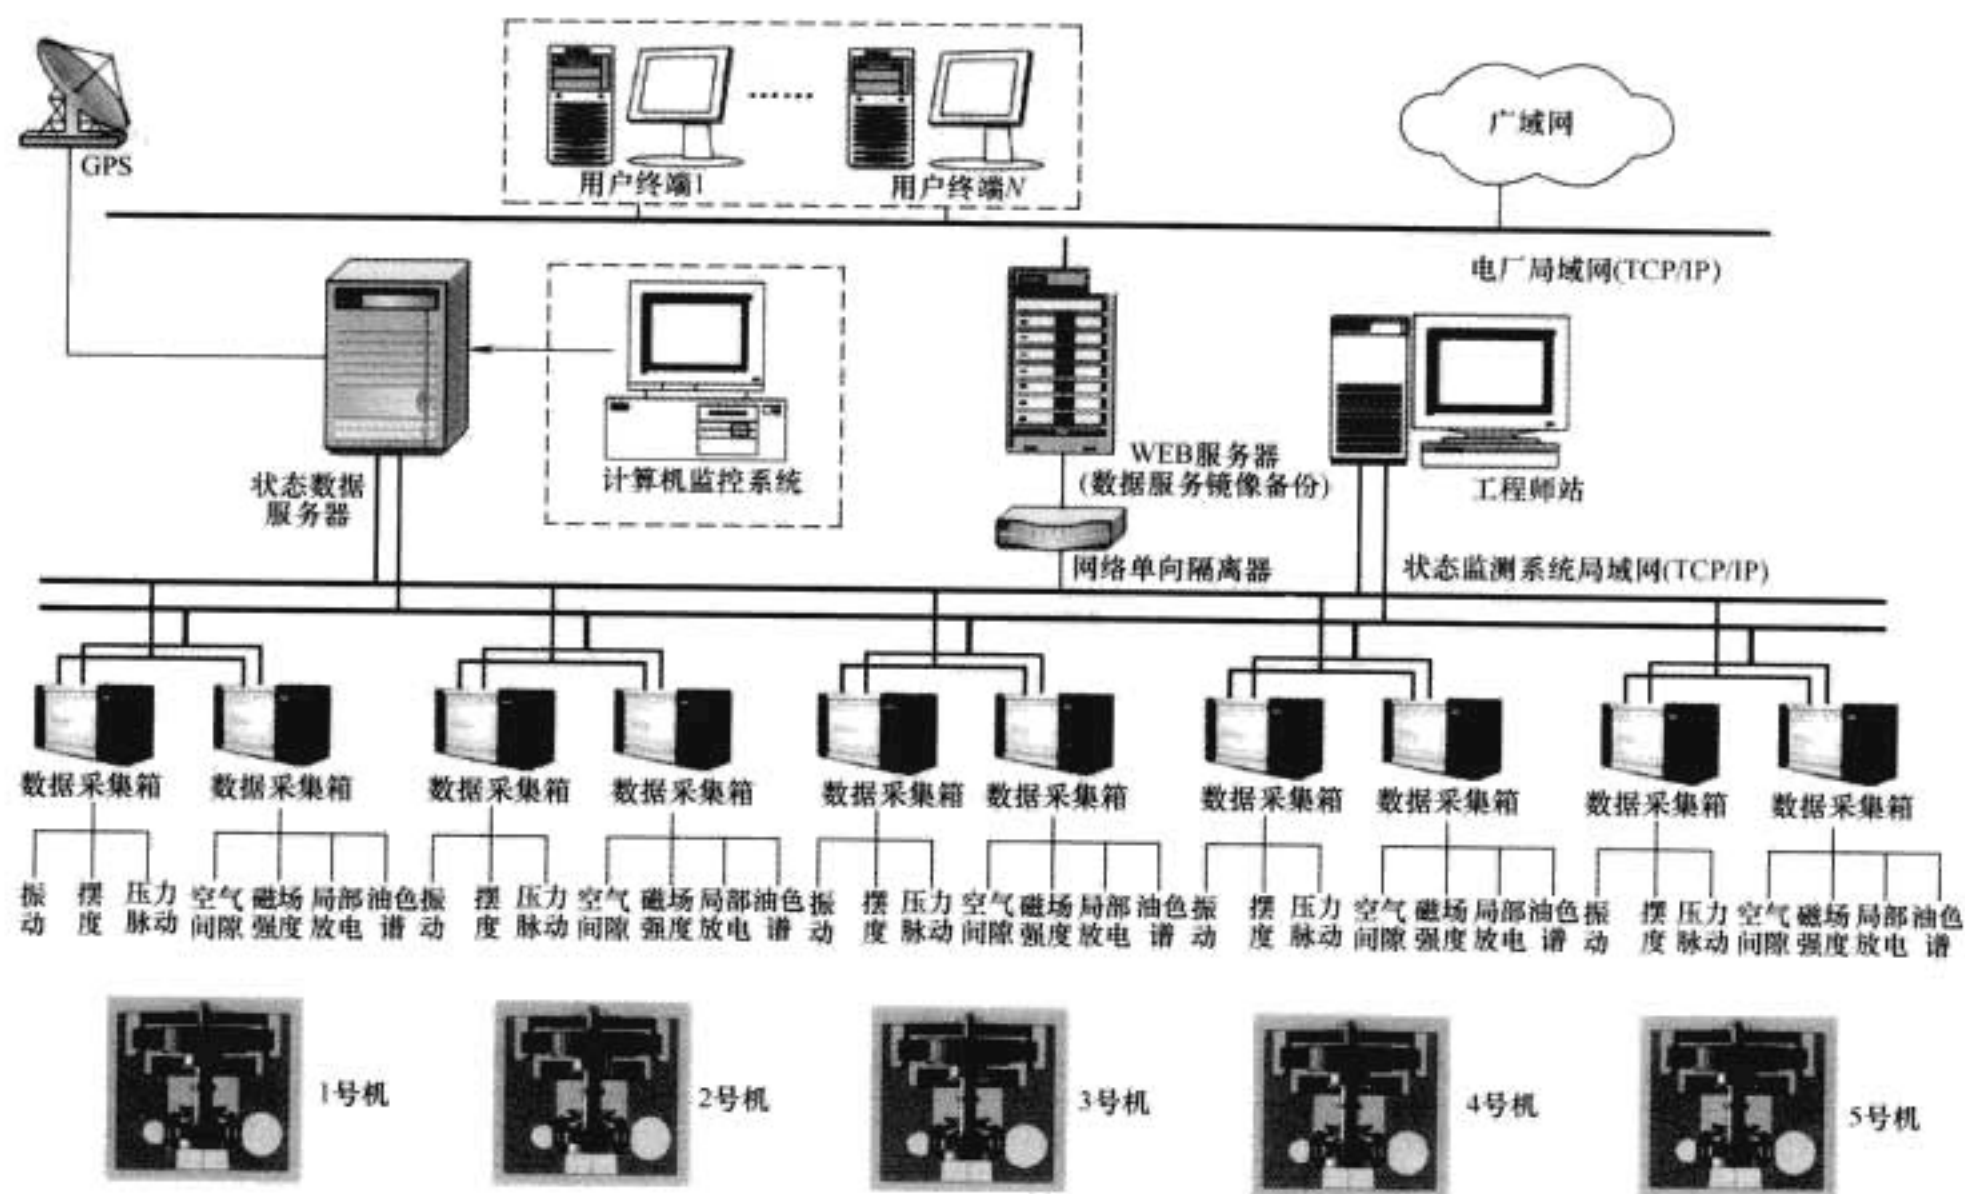 GPS
用户终端1
……
用户终端N
广域网
电厂局域网(TCP/IP)
状态数据
服务器
计算机监控系统
WEB服务器
(数据服务镜像备份)
工程师站
网络单向隔离器
状态监测系统局域网(TCP/IP)
数据采集箱 数据采集箱 数据采集箱 数据采集箱 数据采集箱 数据采集箱 数据采集箱 数据采集箱 数据采集箱 数据采集箱
振 摆 压力 空气 磁场 局部 油色 振 摆 压力 空气 磁场 局部 油色 振 摆 压力 空气 磁场 局部 油色 振 摆 压力 空气 磁场 局部 油色 振 摆 压力 空气 磁场 局部 油色
动 度 脉动 间隙 强度 放电 谱 动 度 脉动 间隙 强度 放电 谱 动 度 脉动 间隙 强度 放电 谱 动 度 脉动 间隙 强度 放电 谱 动 度 脉动 间隙 强度 放电 谱
1号机 2号机 3号机 4号机 5号机